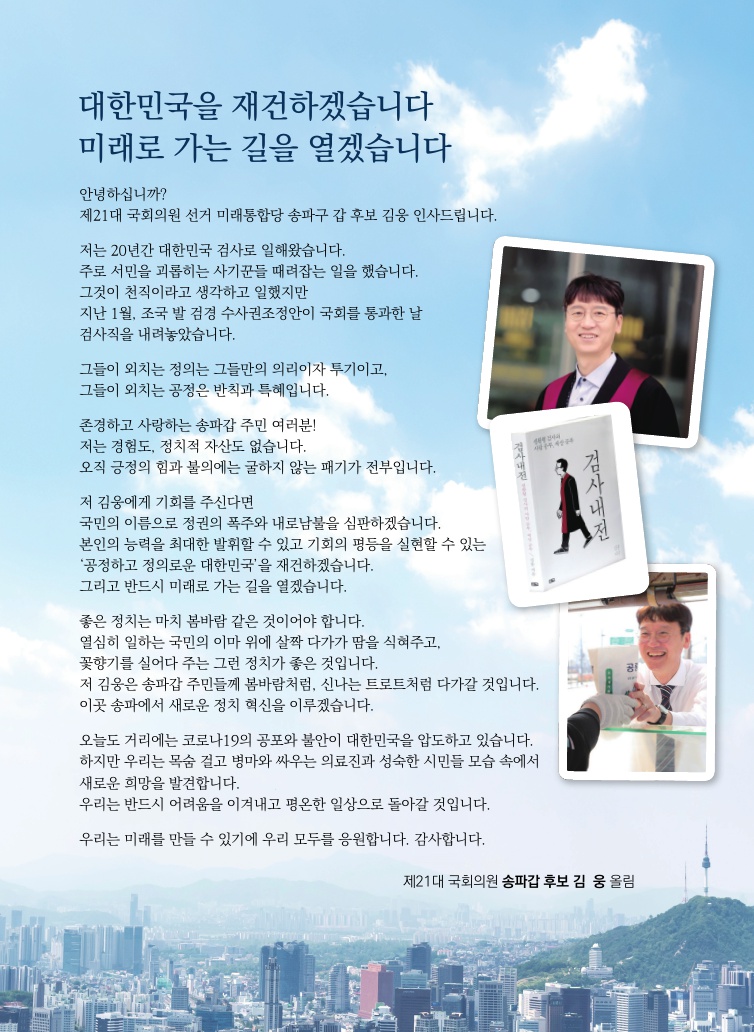 대한민국을 재건하겠습니다
미래로 가는 길을 열겠습니다
안녕하십니까?
제21대 국회의원 선거 미래통합당 송파구 갑 후보 김웅 인사드립니다.
저는 20년간 대한민국 검사로 일해왔습니다.
주로 서민을 괴롭히는 사기꾼들 때려잡는 일을 했습니다.
그것이 천직이라고 생각하고 일했지만
지난 1월, 조국 발 검경 수사권조정안이 국회를 통과한 날
검사직을 내려놓았습니다.
그들이 외치는 정의는 그들만의 의리이자 투기이고,
그들이 외치는 공정은 반칙과 특혜입니다.
존경하고 사랑하는 송파갑 주민 여러분!
저는 경험도, 정치적 자산도 없습니다.
오직 긍정의 힘과 불의에는 굴하지 않는 패기가 전부입니다.
저 김웅에게 기회를 주신다면
국민의 이름으로 정권의 폭주와 내로남불을 심판하겠습니다.
본인의 능력을 최대한 발휘할 수 있고 기회의 평등을 실현할 수 있는
‘공정하고 정의로운 대한민국’을 재건하겠습니다.
그리고 반드시 미래로 가는 길을 열겠습니다.
좋은 정치는 마치 봄바람 같은 것이어야 합니다.
열심히 일하는 국민의 이마 위에 살짝 다가가 땀을 식혀주고,
꽃향기를 실어다 주는 그런 정치가 좋은 것입니다.
저 김웅은 송파갑 주민들께 봄바람처럼, 신나는 트로트처럼 다가갈 것입니다.
이곳 송파에서 새로운 정치 혁신을 이루겠습니다.
오늘도 거리에는 코로나19의 공포와 불안이 대한민국을 압도하고 있습니다.
하지만 우리는 목숨 걸고 병마와 싸우는 의료진과 성숙한 시민들 모습 속에서
새로운 희망을 발견합니다.
우리는 반드시 어려움을 이겨내고 평온한 일상으로 돌아갈 것입니다.
우리는 미래를 만들 수 있기에 우리 모두를 응원합니다. 감사합니다.
제21대 국회의원 송파갑 후보 김 웅 올림
검사내전
생활형 검사의
사람 공부, 세상 공부
검사내전